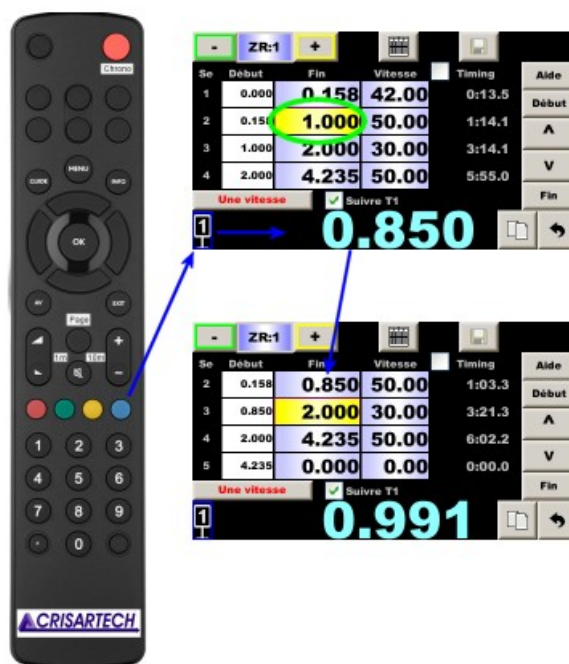 Chrono
GUIDE MENU INFO
OK
AV EXIT
Page
1m 10m
+
-
1 2 3
4 5 6
7 8 9
. 0
ACRISARTECH
- ZR:1 +
Se Début Fin Vitesse Timing Aide
1 0.000 0.158 42.00 0:13.5 Début
2 0.158 1.000 50.00 1:14.1
3 1.000 2.000 30.00 3:14.1
4 2.000 4.235 50.00 5:55.0 Fin
Une vitesse Suivre T1
1 0.850
- ZR:1 +
Se Début Fin Vitesse Timing Aide
2 0.158 0.850 50.00 1:03.3 Début
3 0.850 2.000 30.00 3:21.3
4 2.000 4.235 50.00 6:02.2
5 4.235 0.000 0.00 0:00.0 Fin
Une vitesse Suivre T1
1 0.991